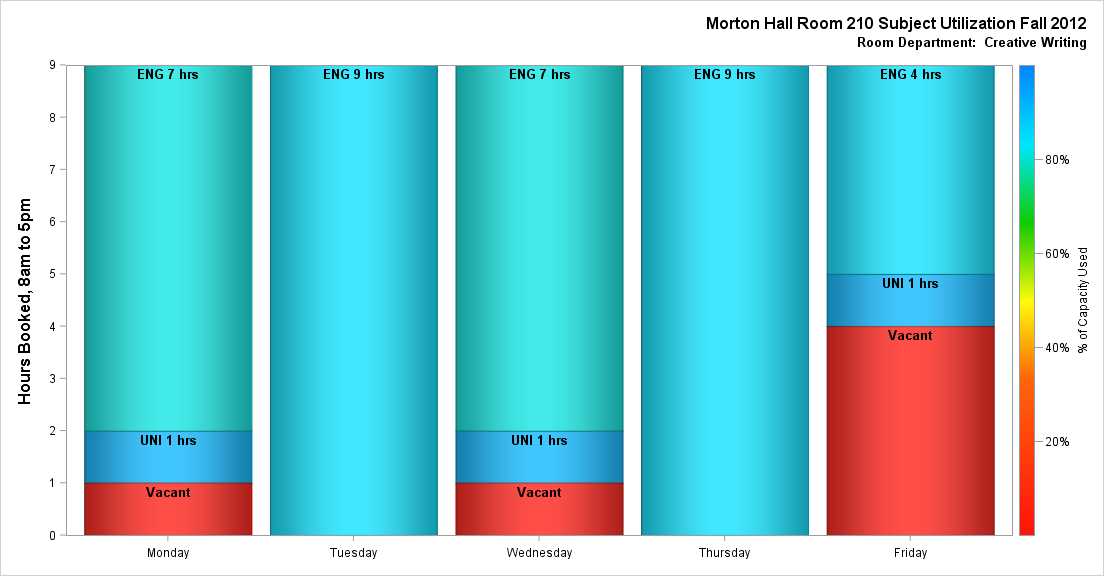 Morton Hall Room 210 Subject Utilization Fall 2012
Room Department:  Creative Writing
Hours Booked, 8am to 5pm
9
8
7
6
5
4
3
2
1
0
ENG 7 hrs
UNI 1 hrs
Vacant
ENG 9 hrs
ENG 7 hrs
UNI 1 hrs
Vacant
ENG 9 hrs
ENG 4 hrs
UNI 1 hrs
Vacant
Monday
Tuesday
Wednesday
Thursday
Friday
80%
60%
40%
20%
% of Capacity Used